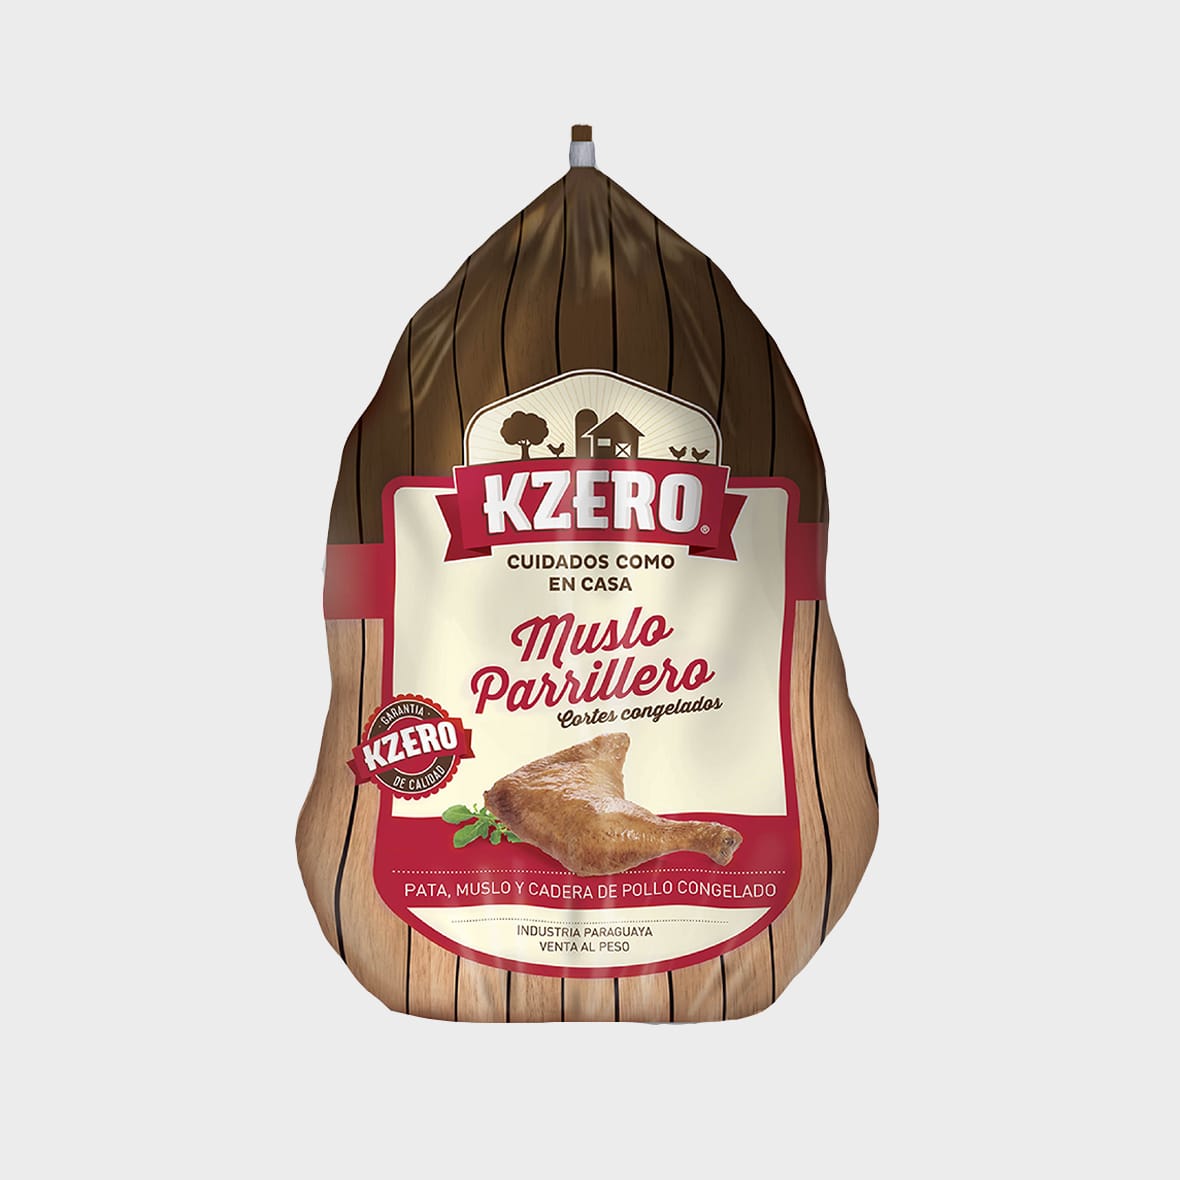 KZERO®
CUIDADOS COMO
EN CASA
Muslo
Parrillero
Cortes congelados
GARANTIA
KZERO
DE CALIDAD
PATA, MUSLO Y CADERA DE POLLO CONGELADO
INDUSTRIA PARAGUAYA
VENTA AL PESO